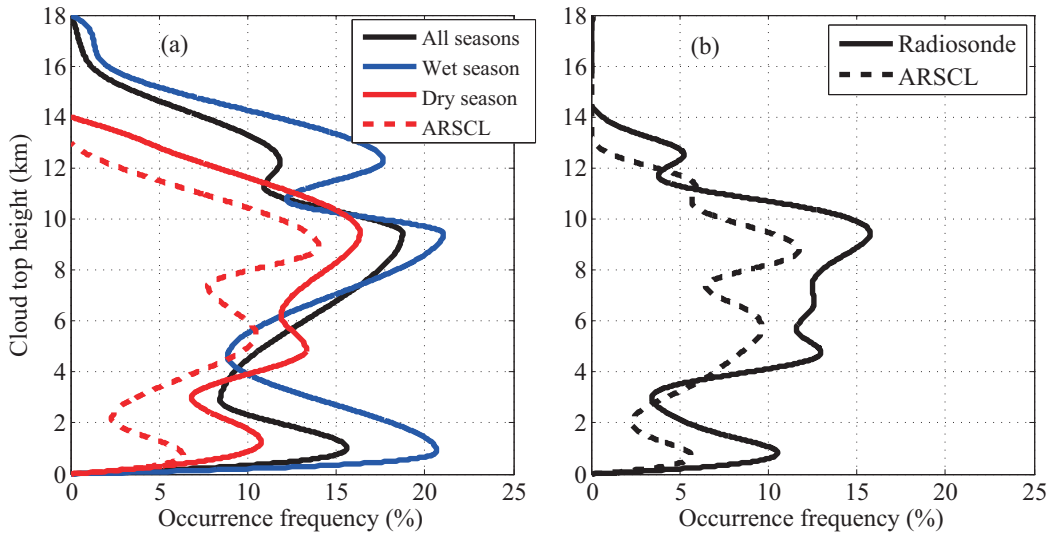 18
16
14
12
10
8
6
4
2
0
Cloud top height (km)
(a)
All seasons
Wet season
Dry season
ARSCL
0 5 10 15 20 25
Occurrence frequency (%)
18
16
14
12
10
8
6
4
2
0
(b)
Radiosonde
ARSCL
0 5 10 15 20 25
Occurrence frequency (%)